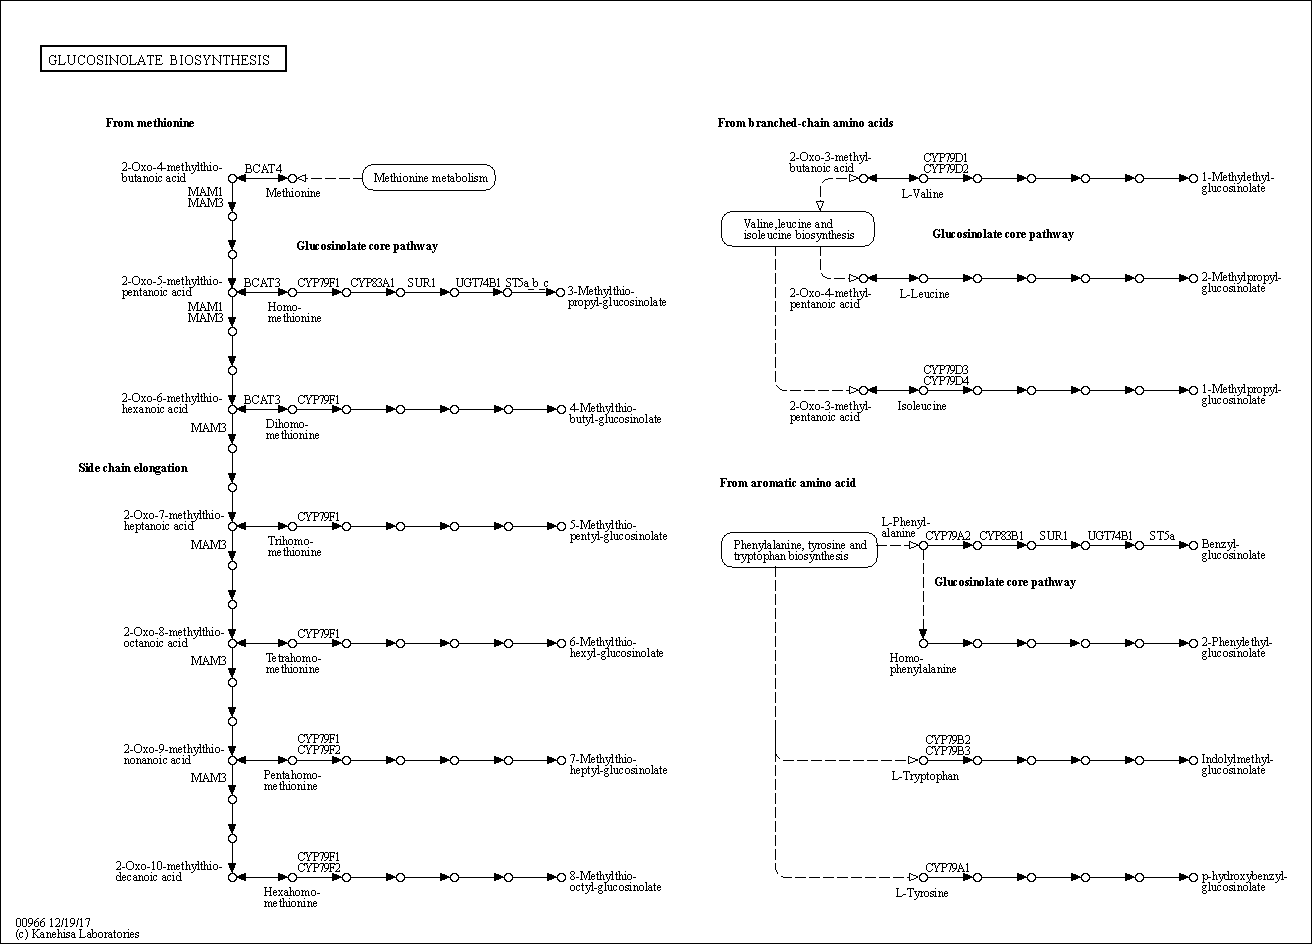 GLUCOSINOLATE BIOSYNTHESIS
From methionine
2-Oxo-4-methylthio-
butanoic acid
BCAT4
Methionine
Methionine metabolism
MAM1
MAM3
Glucosinolate core pathway
2-Oxo-5-methylthio-
pentanoic acid
BCAT3 CYP79F1 CYP83A1 SUR1 UGT74B1 ST5a_b_c
Homo-
methionine
3-Methylthio-
propyl-glucosinolate
MAM1
MAM3
2-Oxo-6-methylthio-
hexanoic acid
BCAT3 CYP79F1
Dihomo-
methionine
4-Methylthio-
butyl-glucosinolate
MAM3
Side chain elongation
2-Oxo-7-methylthio-
heptanoic acid
CYP79F1
Trihomo-
methionine
5-Methylthio-
pentyl-glucosinolate
MAM3
2-Oxo-8-methylthio-
octanoic acid
CYP79F1
Tetrahomo-
methionine
6-Methylthio-
hexyl-glucosinolate
MAM3
2-Oxo-9-methylthio-
nonanoic acid
CYP79F1
CYP79F2
Pentahomo-
methionine
7-Methylthio-
heptyl-glucosinolate
MAM3
2-Oxo-10-methylthio-
decanoic acid
CYP79F1
CYP79F2
Hexahomo-
methionine
8-Methylthio-
octyl-glucosinolate
From branched-chain amino acids
2-Oxo-3-methyl-
butanoic acid
CYP79D1
CYP79D2
L-Valine
1-Methylethyl-
glucosinolate
Valine,leucine and
isoleucine biosynthesis
Glucosinolate core pathway
2-Oxo-4-methyl-
pentanoic acid
L-Leucine
2-Methylpropyl-
glucosinolate
CYP79D3
CYP79D4
2-Oxo-3-methyl-
pentanoic acid
Isoleucine
1-Methylpropyl-
glucosinolate
From aromatic amino acid
Phenylalanine, tyrosine and
tryptophan biosynthesis
L-Phenyl-
alanine
CYP79A2 CYP83B1 SUR1 UGT74B1 ST5a
Benzyl-
glucosinolate
Glucosinolate core pathway
Homo-
phenylalanine
2-Phenylethyl-
glucosinolate
CYP79B2
CYP79B3
L-Tryptophan
Indolylmethyl-
glucosinolate
CYP79A1
L-Tyrosine
p-hydroxybenzyl-
glucosinolate
00966 12/19/17
(c) Kanehisa Laboratories